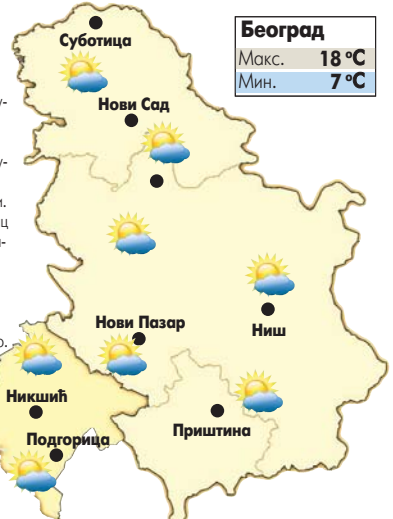 Суботица
Београд
Макс. 18 °C
Мин. 7 °C
у-
Нови Сад
у-
и.
ц
и-
Нови Пазар
Ниш
о.
Никшић
Приштина
Подгорица